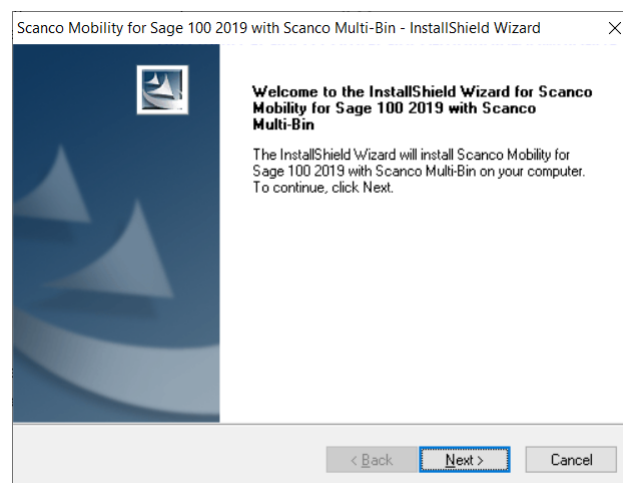 Scanco Mobility for Sage 100 2019 with Scanco Multi-Bin - InstallShield Wizard
Welcome to the InstallShield Wizard for Scanco
Mobility for Sage 100 2019 with Scanco
Multi-Bin
The InstallShield Wizard will install Scanco Mobility for
Sage 100 2019 with Scanco Multi-Bin on your computer.
To continue, click Next.
< Back Next > Cancel